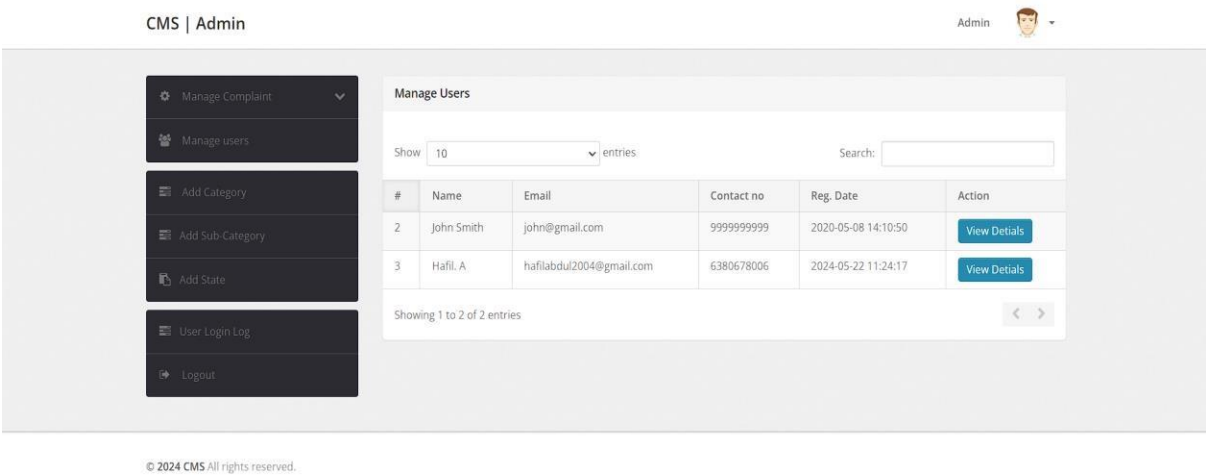 CMS | Admin
Admin
Manage Complaint
Manage users
Add Category
Add Sub-Category
Add State
User Login Log
Logout
Manage Users
Show 10 entries Search:
# Name Email Contact no Reg. Date Action
2 John Smith john@gmail.com 9999999999 2020-05-08 14:10:50 View Detials
3 Hafil. A hafilabdul2004@gmail.com 6380678006 2024-05-22 11:24:17 View Detials
Showing 1 to 2 of 2 entries
© 2024 CMS All rights reserved.